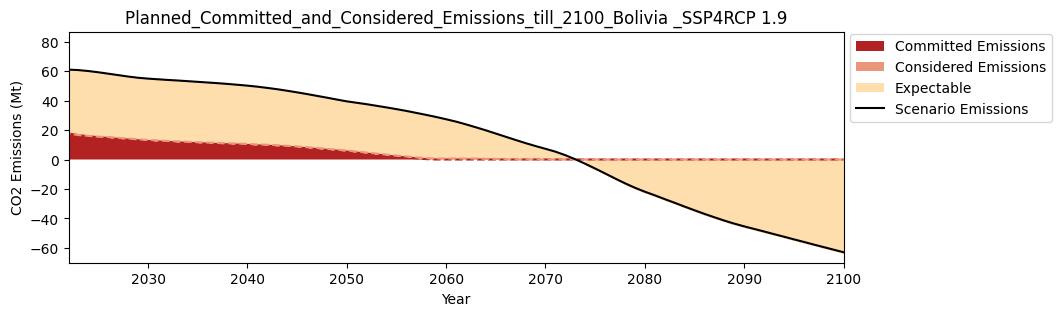 Planned_Committed_and_Considered_Emissions_till_2100_Bolivia _SSP4RCP 1.9
80
60
40
20
0
−20
−40
−60
CO2 Emissions (Mt)
2030
2040
2050
2060
2070
2080
2090
2100
Year
Committed Emissions
Considered Emissions
Expectable
Scenario Emissions